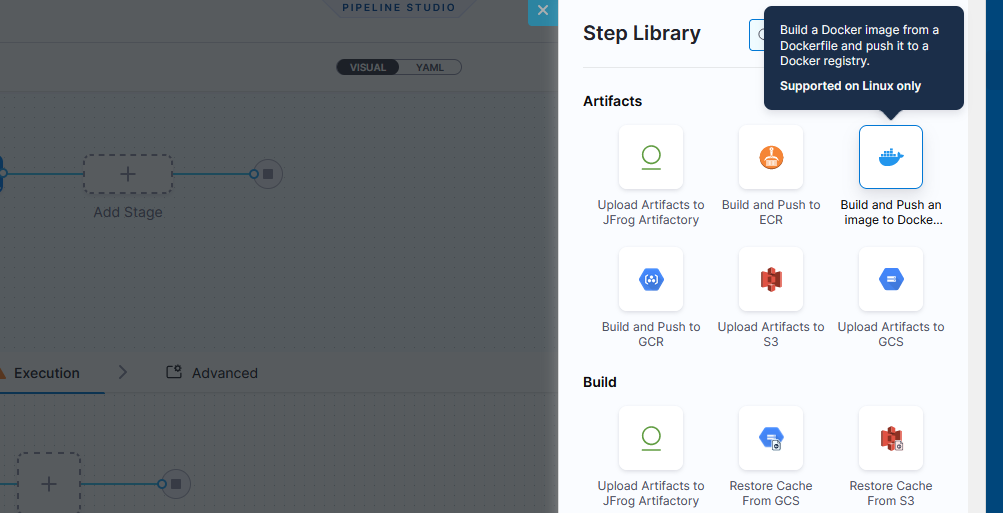 PIPELINE STUDIO
VISUAL
YAML
Add Stage
Execution
Advanced
Step Library
Build a Docker image from a
Dockerfile and push it to a
Docker registry.
Supported on Linux only
Artifacts
Upload Artifacts to
JFrog Artifactory
Build and Push to
ECR
Build and Push an
image to Docke...
Build and Push to
GCR
Upload Artifacts to
S3
Upload Artifacts to
GCS
Build
Upload Artifacts to
JFrog Artifactory
Restore Cache
From GCS
Restore Cache
From S3